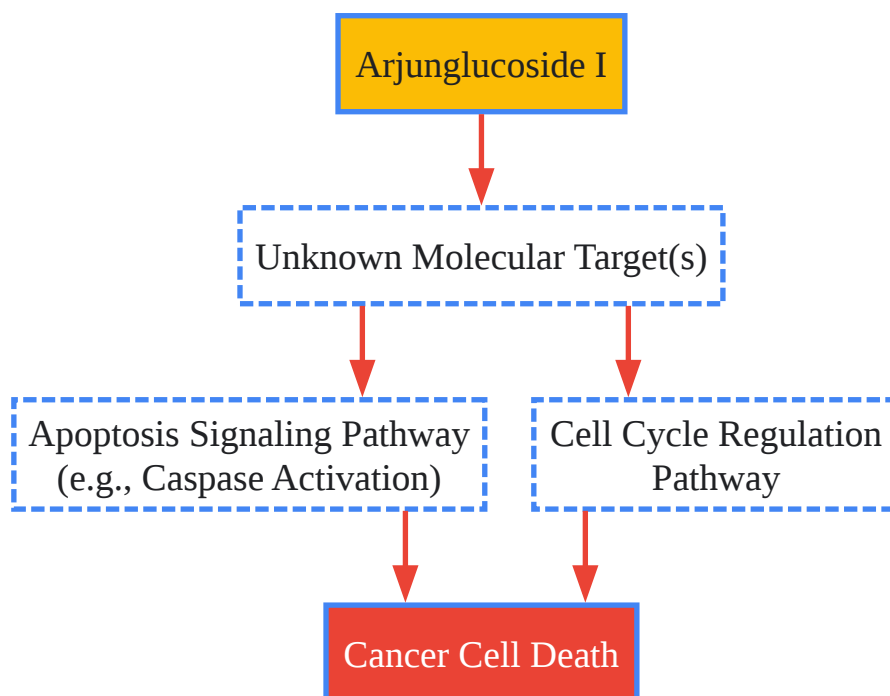 Arjunglucoside I
Unknown Molecular Target(s)
Apoptosis Signaling Pathway
(e.g., Caspase Activation)
Cell Cycle Regulation
Pathway
Cancer Cell Death